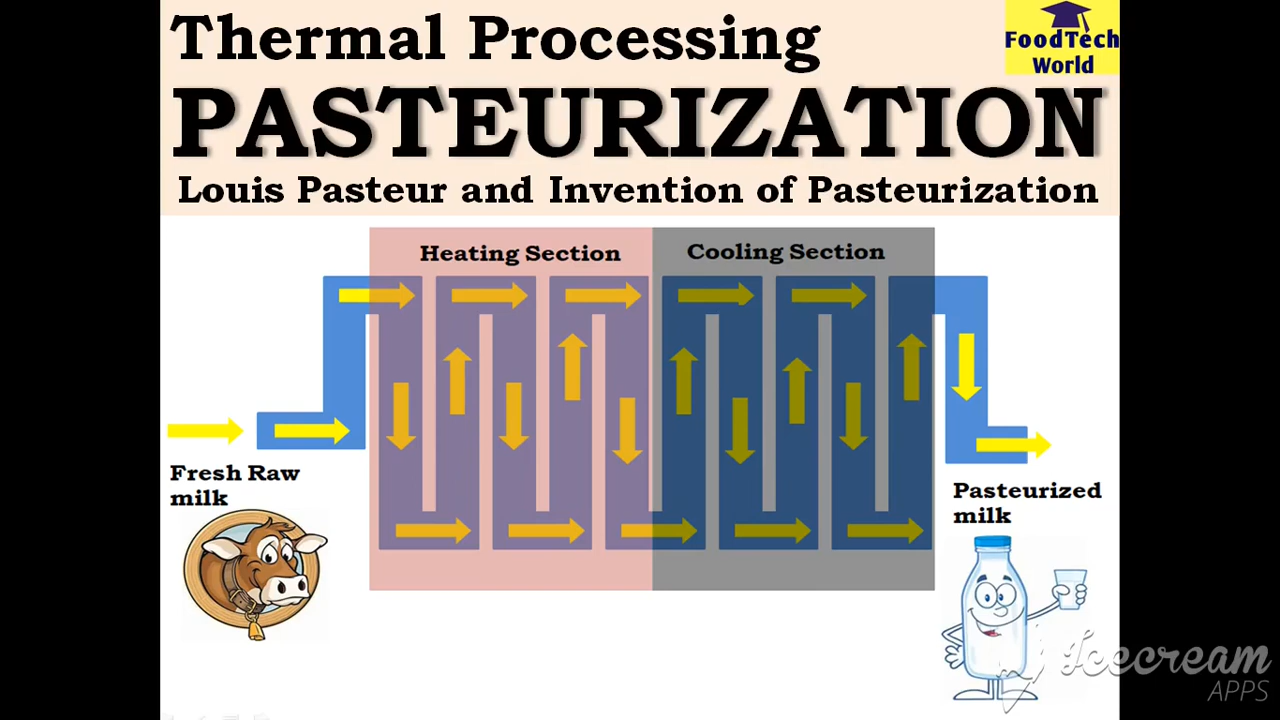 Thermal Processing
FoodTech
World
PASTEURIZATION
Louis Pasteur and Invention of Pasteurization
Heating Section
Cooling Section
Fresh Raw
milk
Pasteurized
milk
Icecream
APPS